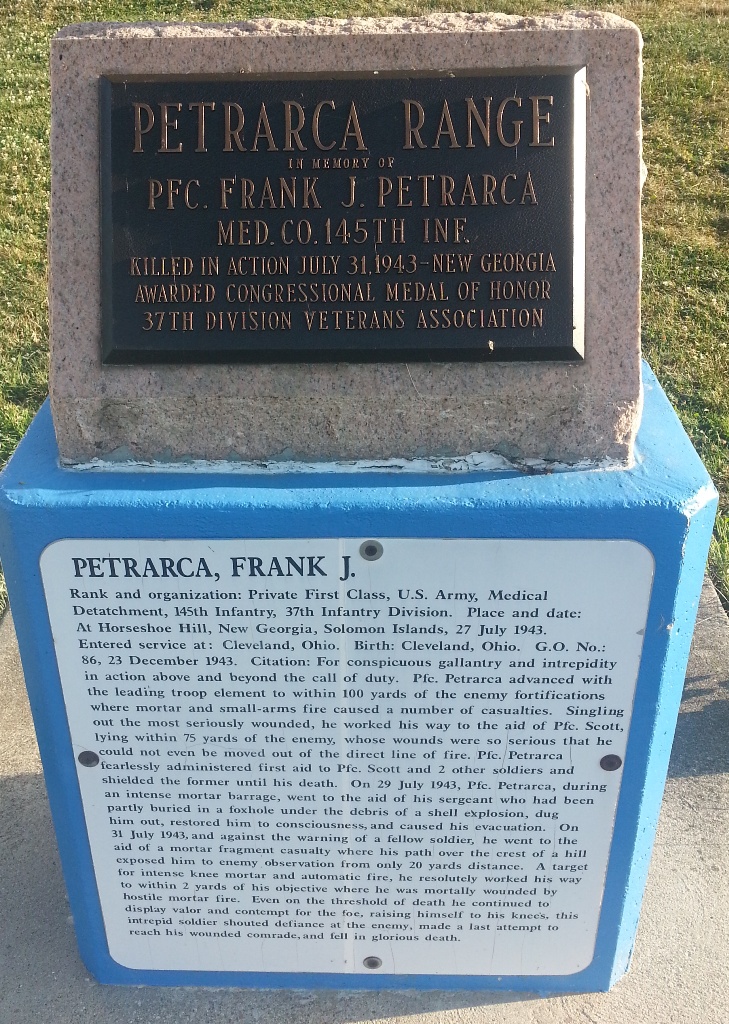 PETRARCA RANGE
IN MEMORY OF
PFC. FRANK J. PETRARCA
MED. CO. 145TH INF.
KILLED IN ACTION JULY 31, 1943-NEW GEORGIA
AWARDED CONGRESSIONAL MEDAL OF HONOR
37TH DIVISION VETERANS ASSOCIATION
PETRARCA, FRANK J.
Rank and organization: Private First Class, U.S. Army, Medical
Detatchment, 145th Infantry, 37th Infantry Division. Place and date:
At Horseshoe Hill, New Georgia, Solomon Islands, 27 July 1943.
Entered service at: Cleveland, Ohio. Birth: Cleveland, Ohio. G.O. No.:
86, 23 December 1943. Citation: For conspicuous gallantry and intrepidity
in action above and beyond the call of duty. Pfc. Petrarca advanced with
the leading troop element to within 100 yards of the enemy fortifications
where mortar and small-arms fire caused a number of casualties. Singling
out the most seriously wounded, he worked his way to the aid of Pfc. Scott,
lying within 75 yards of the enemy, whose wounds were so serious that he
could not even be moved out of the direct line of fire. Pfc. Petrarca
fearlessly administered first aid to Pfc. Scott and 2 other soldiers and
shielded the former until his death. On 29 July 1943, Pfc. Petrarca, during
an intense mortar barrage, went to the aid of his sergeant who had been
partly buried in a foxhole under the debris of a shell explosion, dug
him out, restored him to consciousness, and caused his evacuation. On
31 July 1943, and against the warning of a fellow soldier, he went to the
aid of a mortar fragment casualty where his path over the crest of a hill
exposed him to enemy observation from only 20 yards distance. A target
for intense knee mortar and automatic fire, he resolutely worked his way
to within 2 yards of his objective where he was mortally wounded by
hostile mortar fire. Even on the threshold of death he continued to
display valor and contempt for the foe, raising himself to his knees, this
intrepid soldier shouted defiance at the enemy, made a last attempt to
reach his wounded comrade, and fell in glorious death.